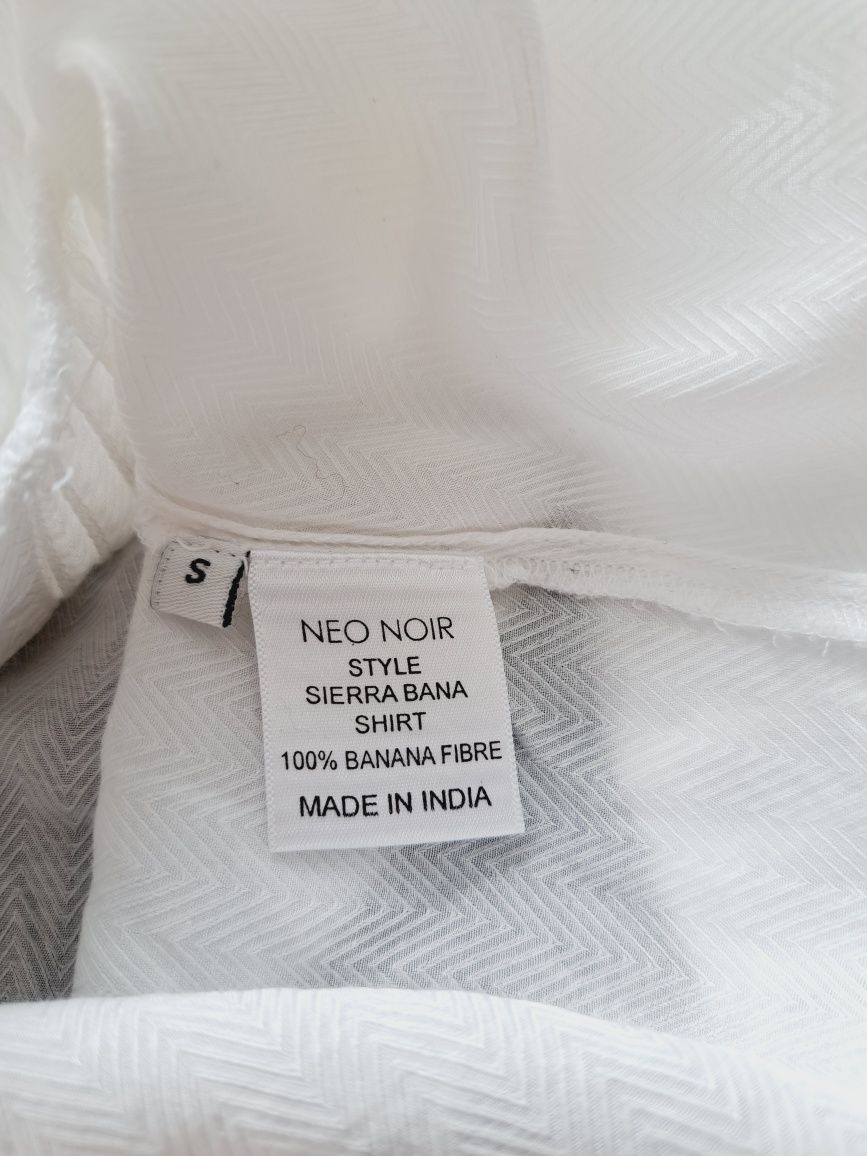 S
NEO NOIR
STYLE
SIERRA BANA
SHIRT
100% BANANA FIBRE
MADE IN INDIA